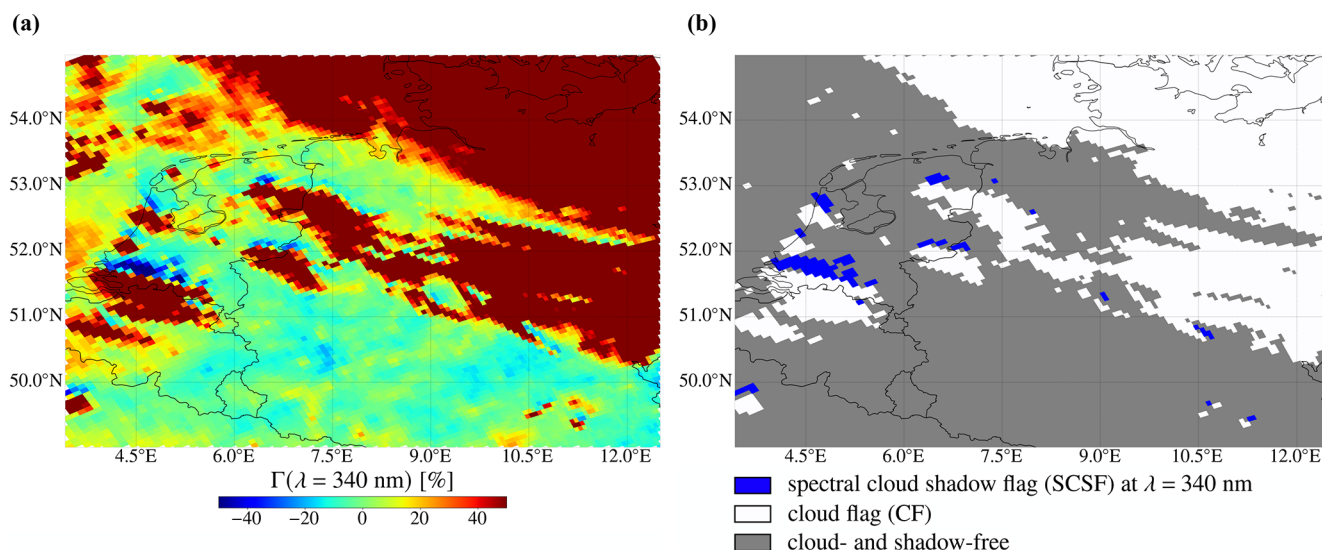 (a)
(b)
54.0°N
53.0°N
52.0°N
51.0°N
50.0°N
4.5°E 6.0°E 7.5°E 9.0°E 10.5°E 12.0°E
Γ(λ = 340 nm) [%]
−40 −20 0 20 40
54.0°N
53.0°N
52.0°N
51.0°N
50.0°N
4.5°E 6.0°E 7.5°E 9.0°E 10.5°E 12.0°E
spectral cloud shadow flag (SCSF) at λ = 340 nm
cloud flag (CF)
cloud- and shadow-free